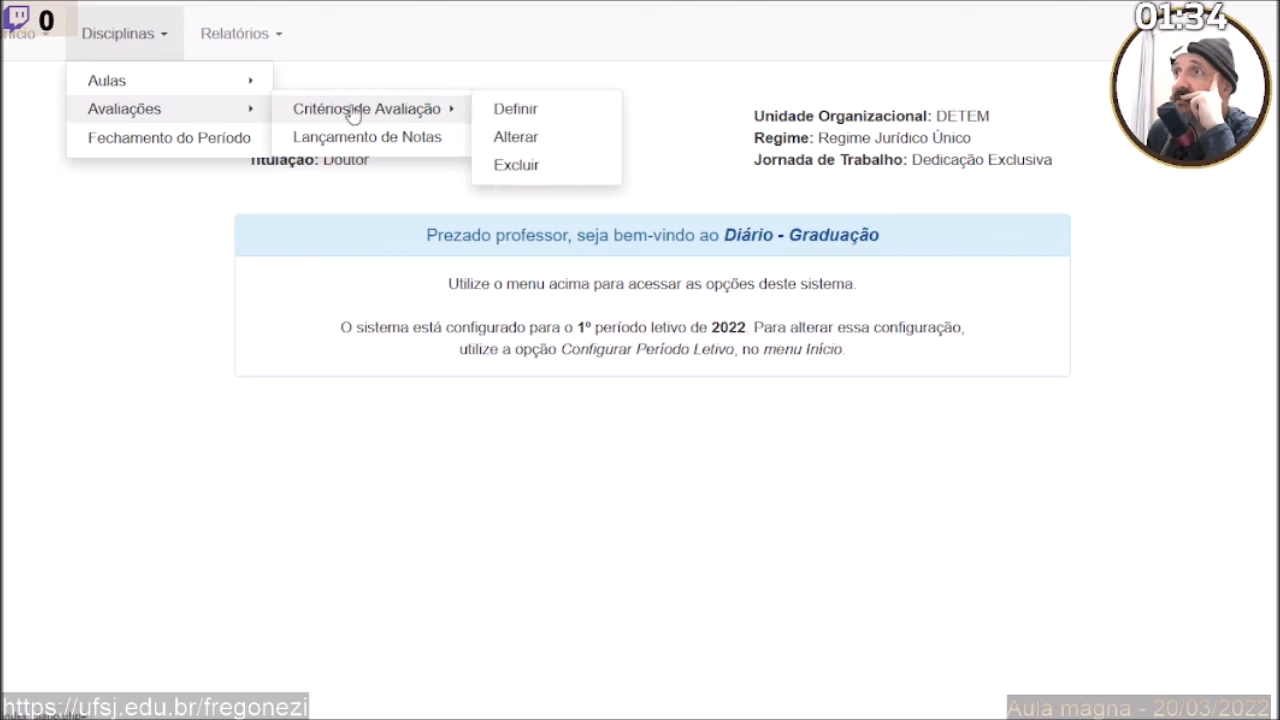 0
01:34
Início
Disciplinas
Relatórios
Aulas
Avaliações
Fechamento do Período
Critérios de Avaliação
Lançamento de Notas
Definir
Alterar
Excluir
Titulação: Doutor
Unidade Organizacional: DETEM
Regime: Regime Jurídico Único
Jornada de Trabalho: Dedicação Exclusiva
Prezado professor, seja bem-vindo ao Diário - Graduação
Utilize o menu acima para acessar as opções deste sistema.
O sistema está configurado para o 1º período letivo de 2022. Para alterar essa configuração,
utilize a opção Configurar Período Letivo, no menu Início.
https://ufsj.edu.br/fregonezi
Aula magna - 20/03/2022